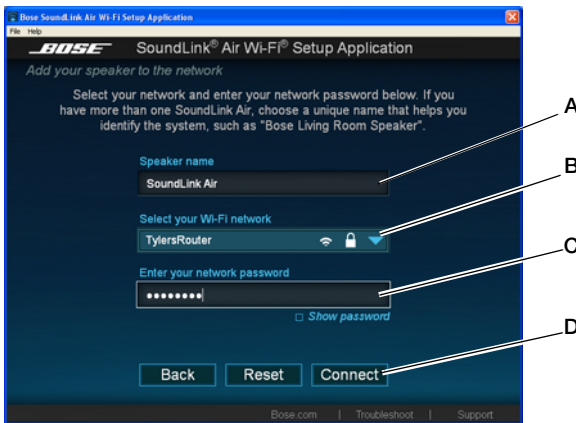 Bose SoundLink Air Wi-Fi Setup Application
File Help
BOSE SoundLink® Air Wi-Fi® Setup Application
Add your speaker to the network
Select your network and enter your network password below. If you
have more than one SoundLink Air, choose a unique name that helps you
identify the system, such as "Bose Living Room Speaker".
A
Speaker name
SoundLink Air
B
Select your Wi-Fi network
TylersRouter
C
Enter your network password
••••••••
Show password
D
Back Reset Connect
Bose.com | Troubleshoot | Support